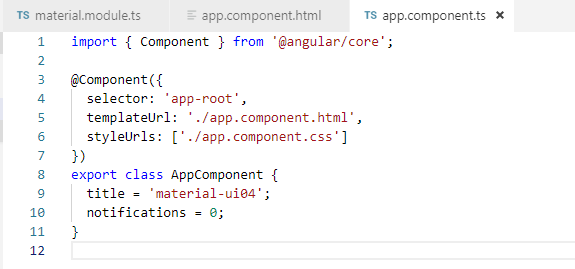 TS material.module.ts app.component.html TS app.component.ts ×
1 import { Component } from '@angular/core';
2
3 @Component({
4   selector: 'app-root',
5   templateUrl: './app.component.html',
6   styleUrls: ['./app.component.css']
7 })
8 export class AppComponent {
9   title = 'material-ui04';
10   notifications = 0;
11 }
12